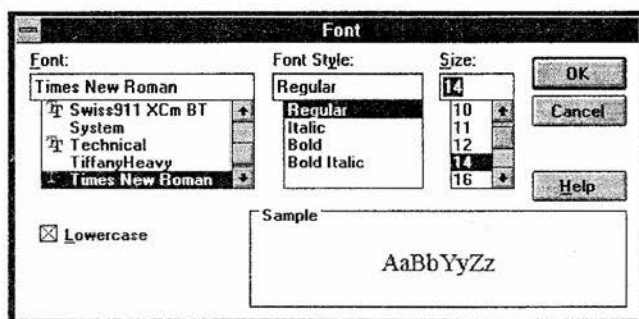 Font
Font: Font Style: Size:
Times New Roman Regular 14
Swiss911 XCm BT Regular 10
System Italic 11
Technical Bold 12
TiffanyHeavy Bold Italic 14
Times New Roman 16
OK
Cancel
Help
Lowercase
Sample
AaBbYyZz